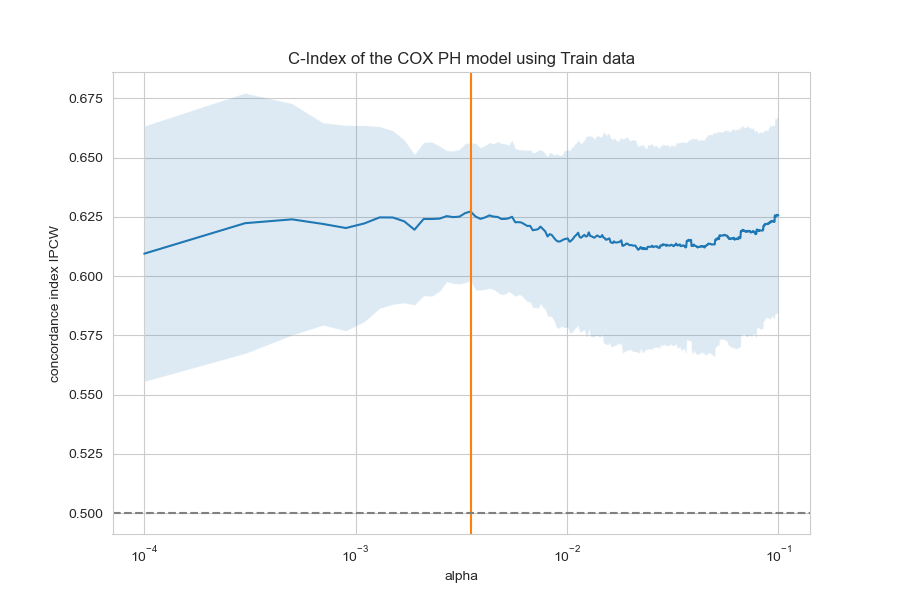 C-Index of the COX PH model using Train data
concordance index IPCW
0.675
0.650
0.625
0.600
0.575
0.550
0.525
0.500
10⁻⁴ 10⁻³ 10⁻² 10⁻¹
alpha